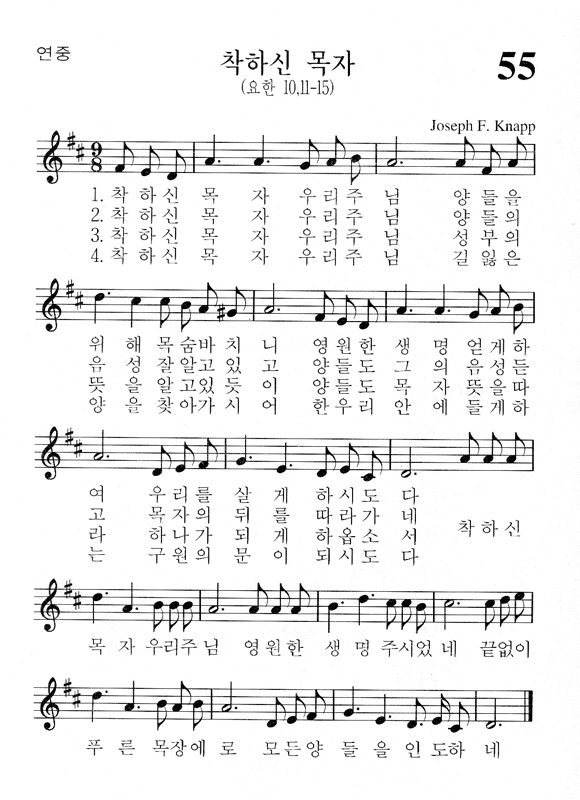 연중
착하신 목자
55
(요한 10,11-15)
Joseph F. Knapp
9
8
1. 착 하 신 목 자 우 리 주 님 양 들 을
2. 착 하 신 목 자 우 리 주 님 양 들 의
3. 착 하 신 목 자 우 리 주 님 성 부 의
4. 착 하 신 목 자 우 리 주 님 길 잃 은
위 해 목 숨 바 치 니 영 원 한 생 명 얻 게 하
음 성 잘 알 고 있 고 양 들 도 그 의 음 성 듣
뜻 을 알 고 있 듯 이 양 들 도 목 자 뜻 을 따
양 을 찾 아 가 시 어 한 우 리 안 에 들 게 하
여 우 리 를 살 게 하 시 도 다
고 목 자 의 뒤 를 따 라 가 네
라 하 나 가 되 게 하 옵 소 서 착 하 신
는 구 원 의 문 이 되 시 도 다
목 자 우 리 주 님 영 원 한 생 명 주 시 었 네 끝 없 이
푸 른 목 장 에 로 모 든 양 들 을 인 도 하 네